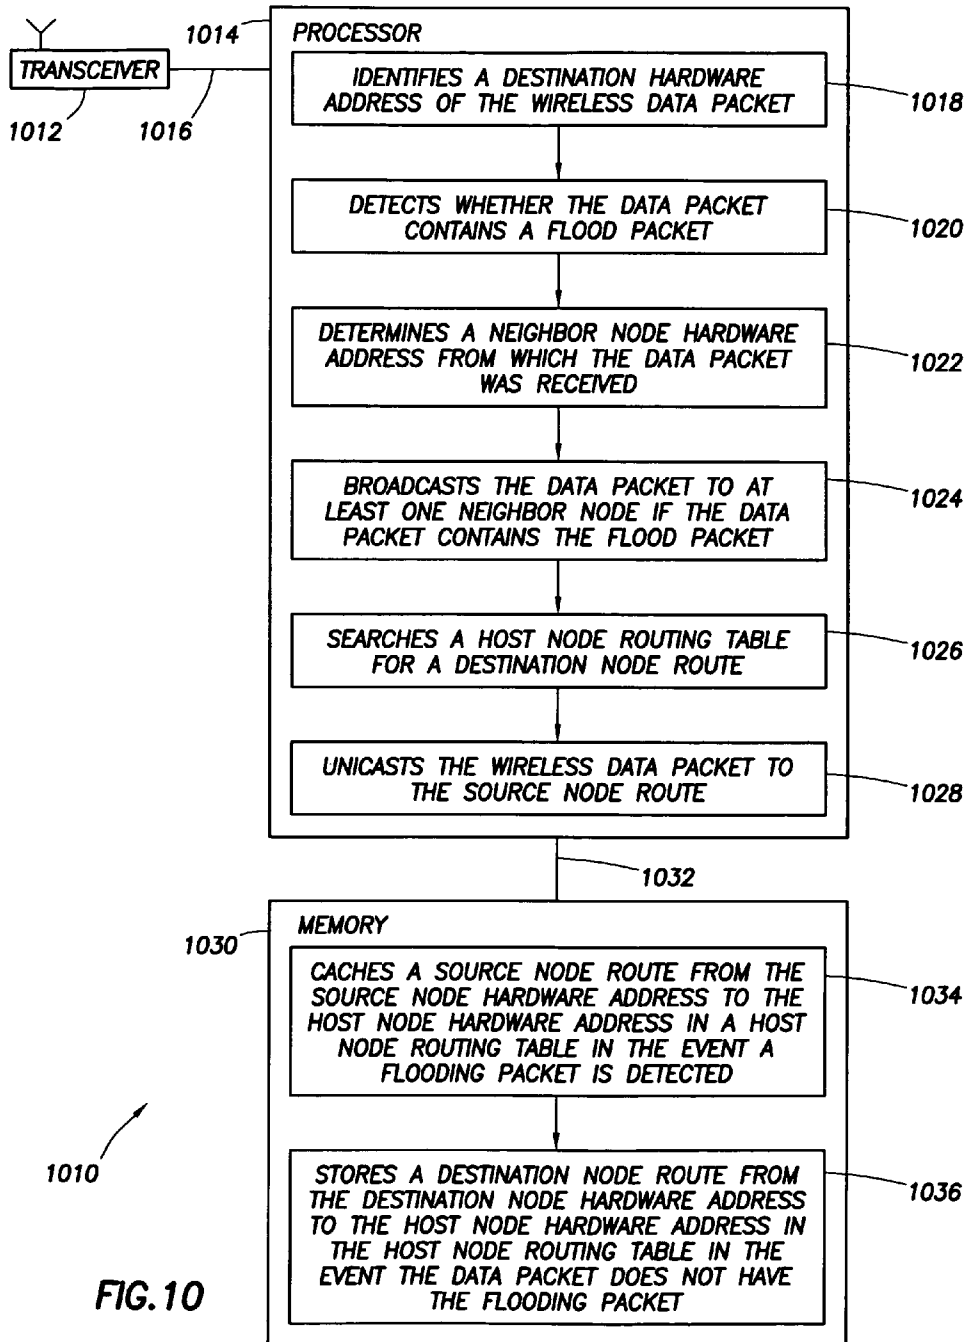 1014
PROCESSOR
TRANSCEIVER
1012
1016
IDENTIFIES A DESTINATION HARDWARE
ADDRESS OF THE WIRELESS DATA PACKET
1018
DETECTS WHETHER THE DATA PACKET
CONTAINS A FLOOD PACKET
1020
DETERMINES A NEIGHBOR NODE HARDWARE
ADDRESS FROM WHICH THE DATA PACKET
WAS RECEIVED
1022
BROADCASTS THE DATA PACKET TO AT
LEAST ONE NEIGHBOR NODE IF THE DATA
PACKET CONTAINS THE FLOOD PACKET
1024
SEARCHES A HOST NODE ROUTING TABLE
FOR A DESTINATION NODE ROUTE
1026
UNICASTS THE WIRELESS DATA PACKET TO
THE SOURCE NODE ROUTE
1028
1032
1030
MEMORY
CACHES A SOURCE NODE ROUTE FROM THE
SOURCE NODE HARDWARE ADDRESS TO THE
HOST NODE HARDWARE ADDRESS IN A HOST
NODE ROUTING TABLE IN THE EVENT A
FLOODING PACKET IS DETECTED
1034
STORES A DESTINATION NODE ROUTE FROM
THE DESTINATION NODE HARDWARE ADDRESS
TO THE HOST NODE HARDWARE ADDRESS IN
THE HOST NODE ROUTING TABLE IN THE
EVENT THE DATA PACKET DOES NOT HAVE
THE FLOODING PACKET
1036
1010
FIG.10